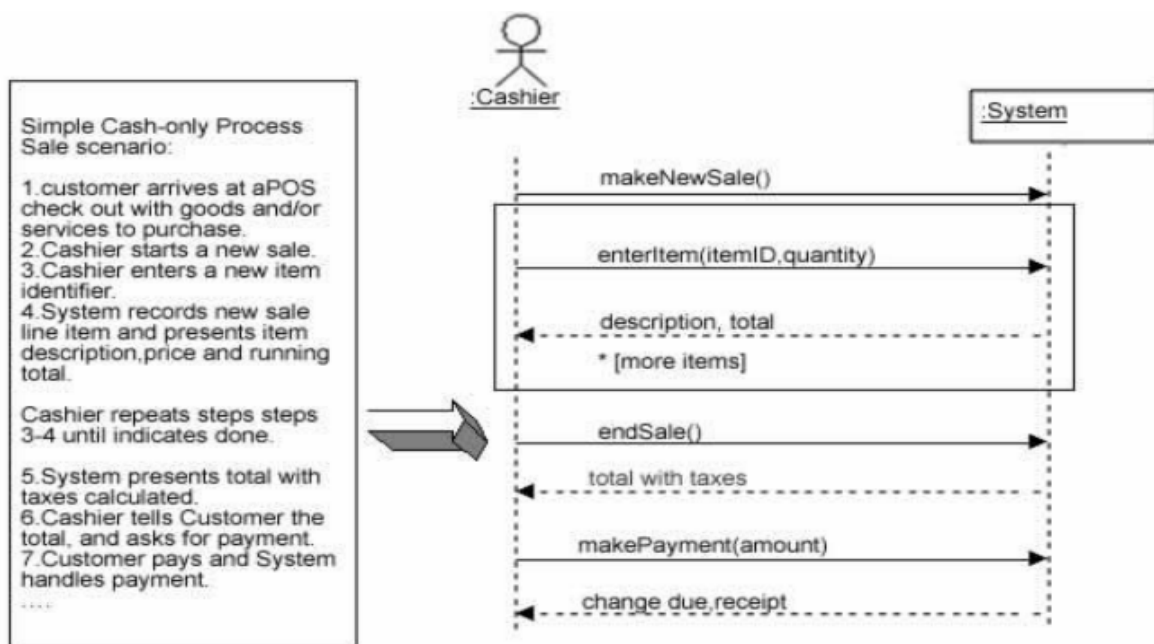 Simple Cash-only Process
Sale scenario:
1.customer arrives at aPOS
check out with goods and/or
services to purchase.
2.Cashier starts a new sale.
3.Cashier enters a new item
identifier.
4.System records new sale
line item and presents item
description,price and running
total.
Cashier repeats steps steps
3-4 until indicates done.
5.System presents total with
taxes calculated.
6.Cashier tells Customer the
total, and asks for payment.
7.Customer pays and System
handles payment.
....
:Cashier
:System
makeNewSale()
enterItem(itemID,quantity)
description, total
* [more items]
endSale()
total with taxes
makePayment(amount)
change due,receipt